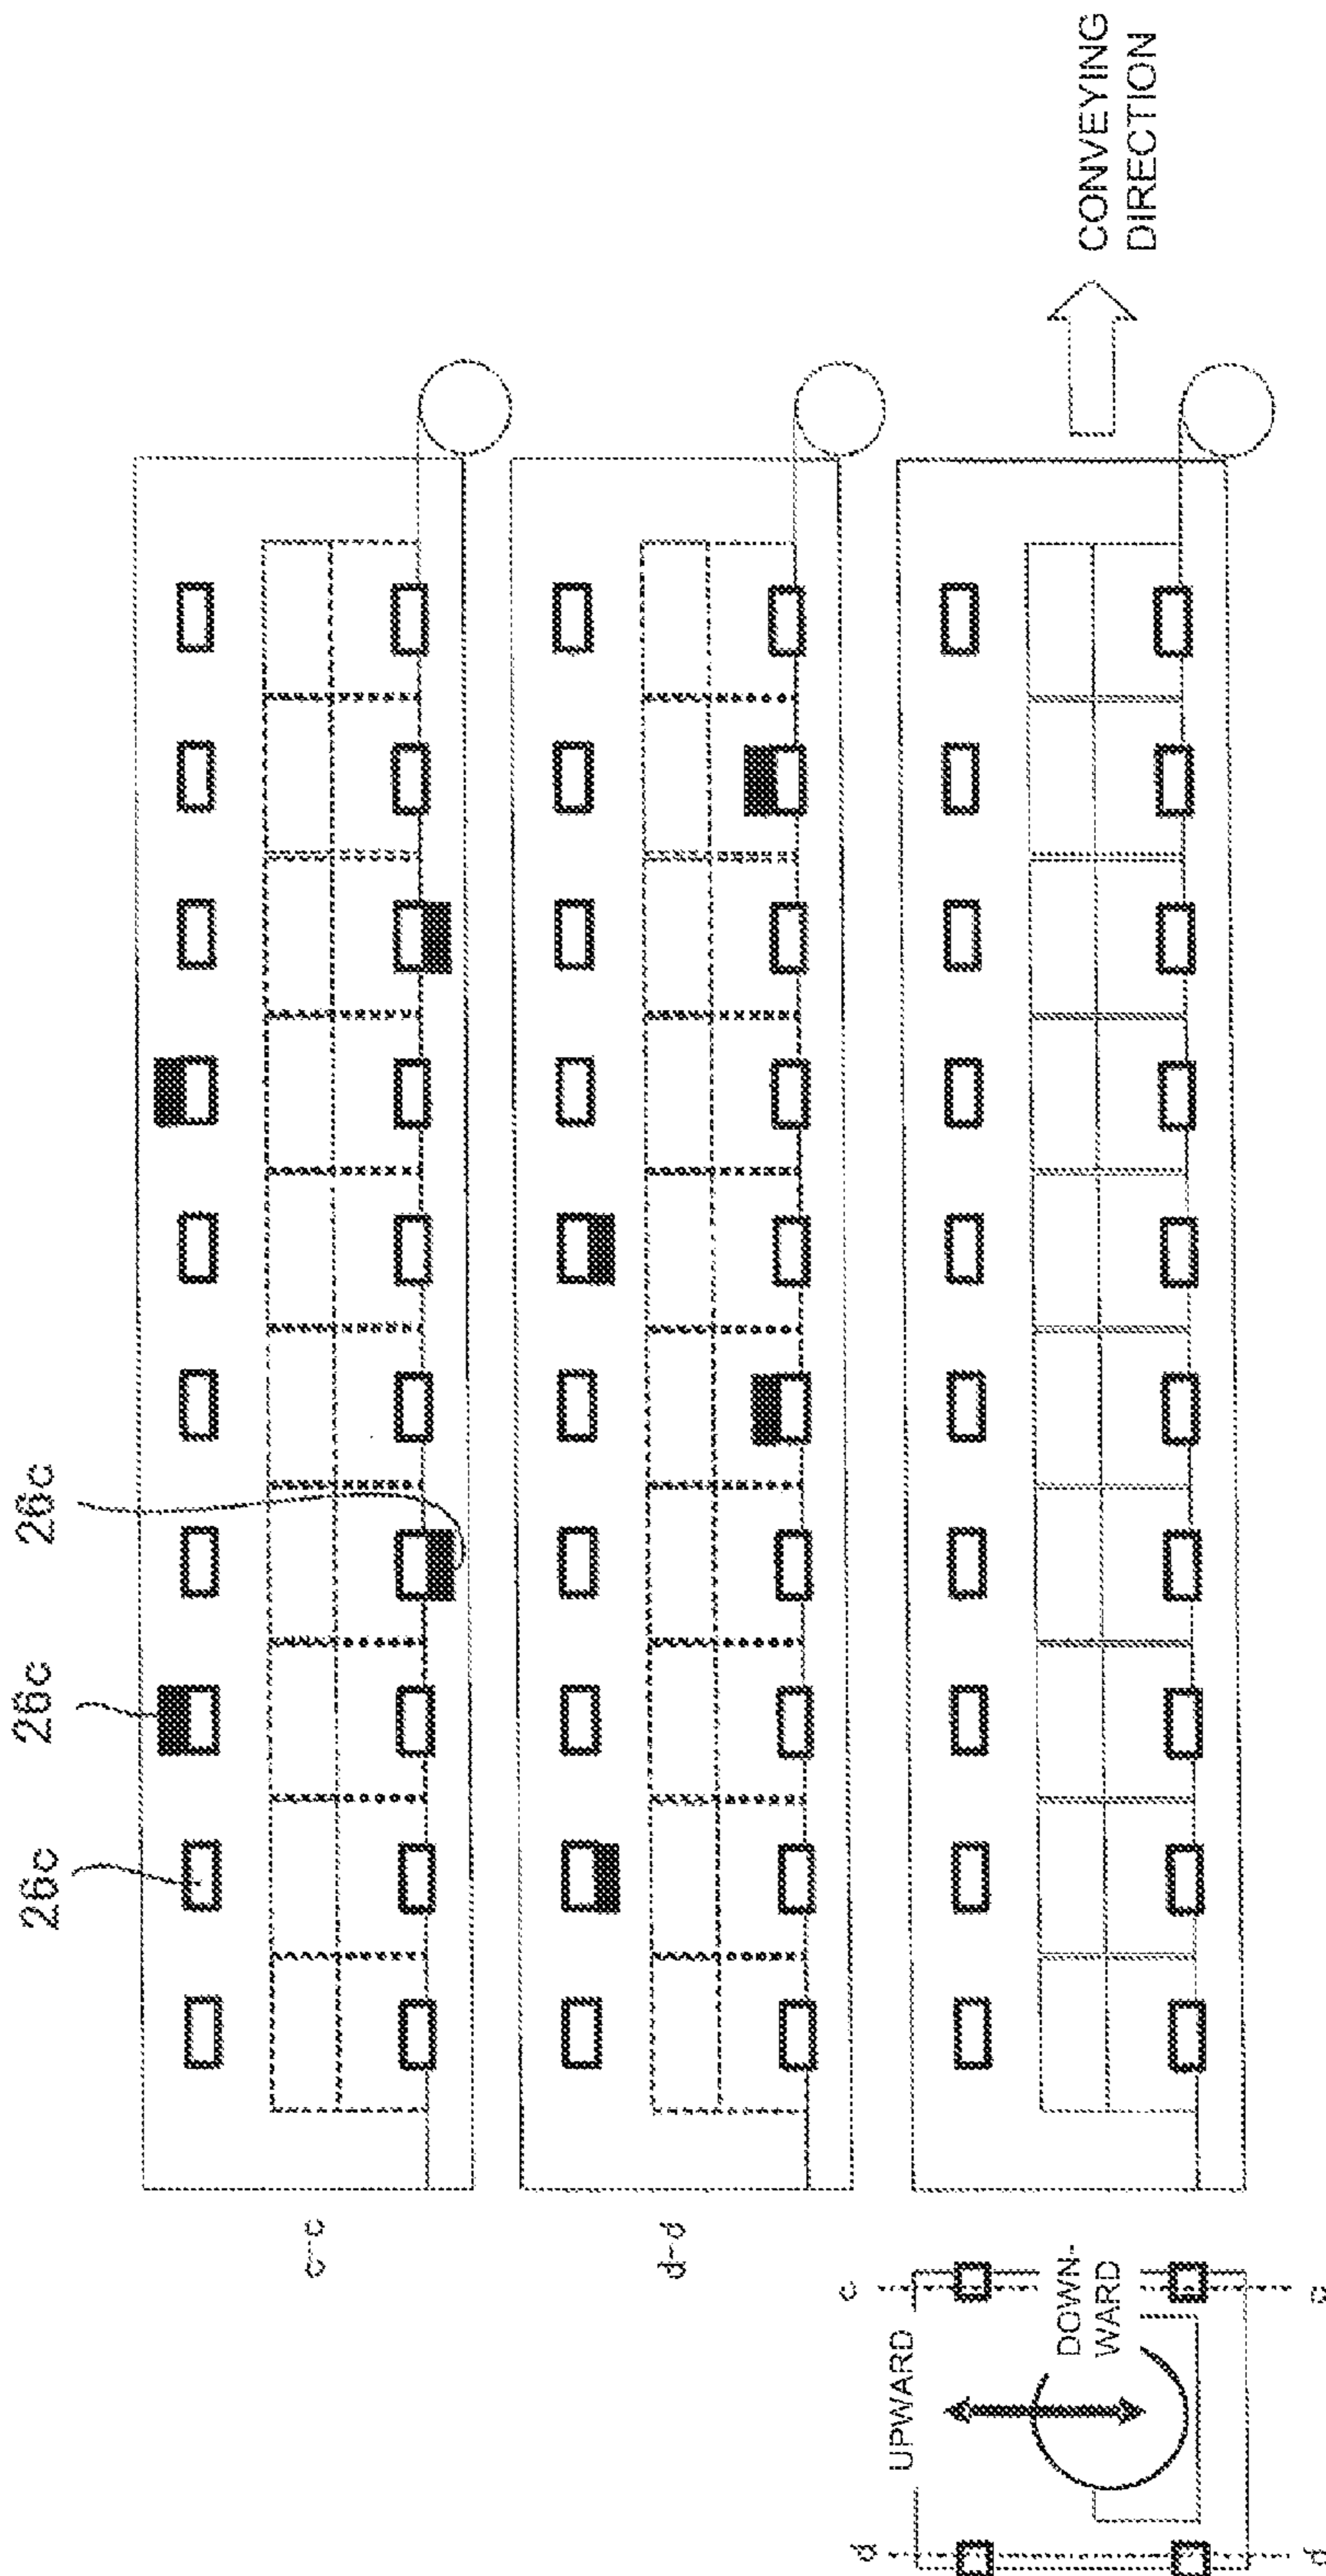 26c
26c
26c
c-c
d-d
CONVEYING
DIRECTION
UPWARD
DOWN-
WARD
c
c
d
d